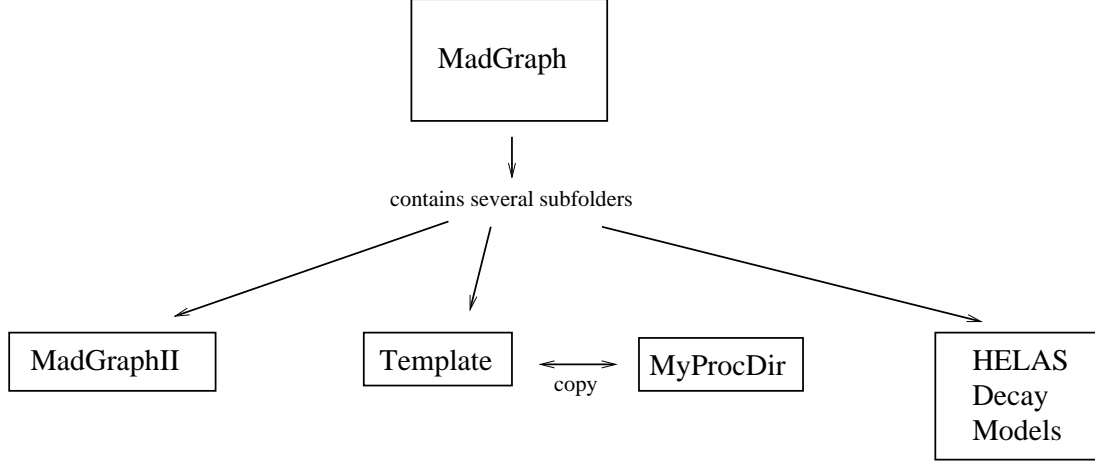 MadGraph
contains several subfolders
MadGraphII
Template
copy
MyProcDir
HELAS
Decay
Models